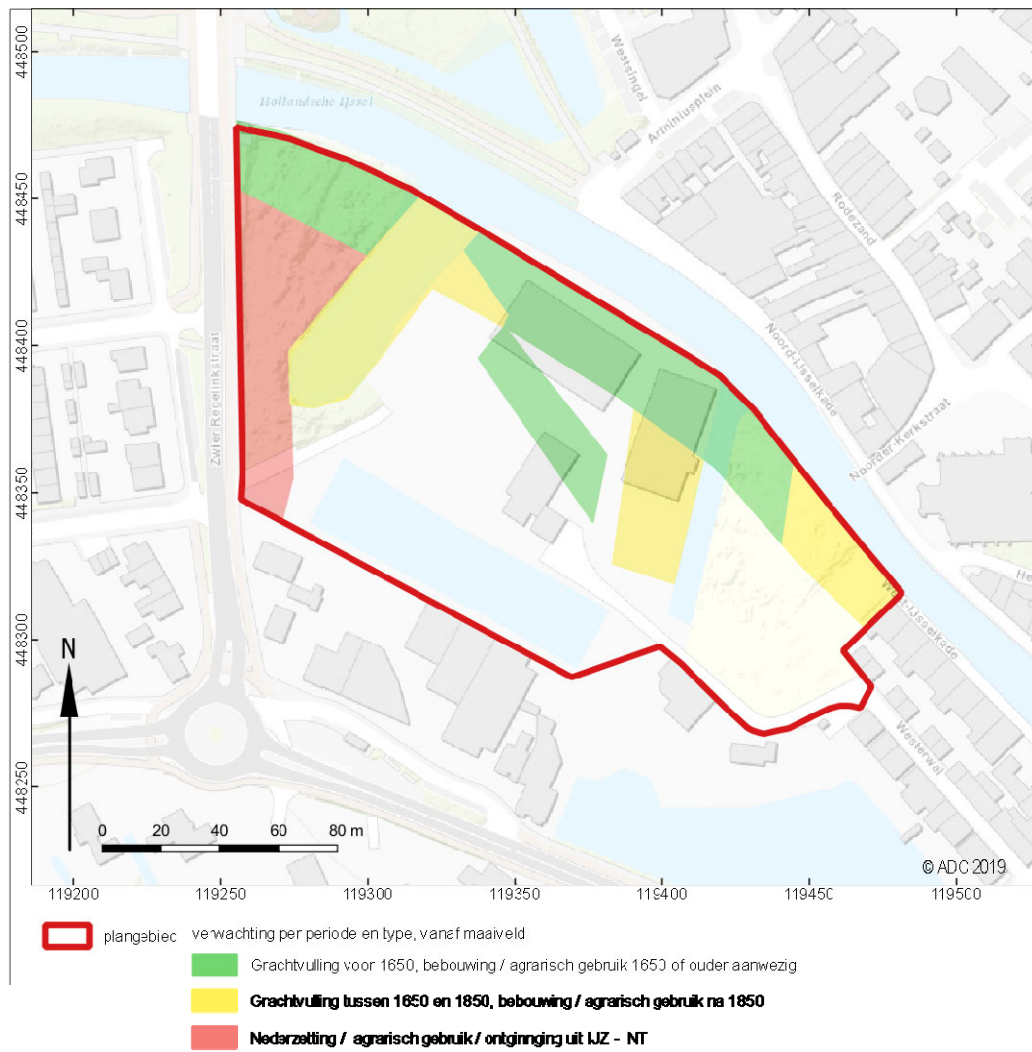 448500
448450
448400
448350
448300
448250
Hollandsche IJssel
Westsingel
Arminiusplein
Rodezand
Noord-IJsselkade
Noorder-Kerkstraat
Zwier Regelinkstraat
West-IJsselkade
Westerwal
He
N
0 20 40 60 80 m
© ADC 2019
119200 119250 119300 119350 119400 119450 119500
plangebied verwachting per periode en type, vanaf maaiveld
Grachtvulling voor 1650, bebouwing / agrarisch gebruik 1650 of ouder aanwezig
Grachtvulling tussen 1650 en 1850, bebouwing / agrarisch gebruik na 1850
Nederzetting / agrarisch gebruik / ontginning uit IJZ - NT